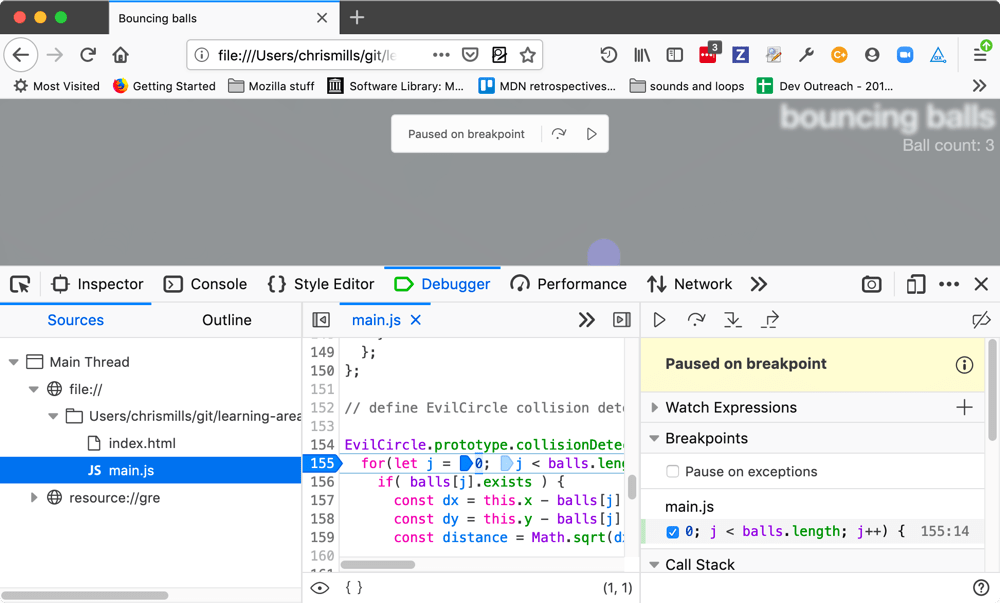 Bouncing balls
file:///Users/chrismills/git/le
3
Z
C+
Most Visited
Getting Started
Mozilla stuff
Software Library: M...
MDN retrospectives...
sounds and loops
Dev Outreach - 201...
Paused on breakpoint
bouncing balls
Ball count: 3
Inspector
Console
Style Editor
Debugger
Performance
Network
Sources
Outline
Main Thread
file://
Users/chrismills/git/learning-area
index.html
JS main.js
resource://gre
main.js
149 };
150 };
151
152 // define EvilCircle collision dete
153
154 EvilCircle.prototype.collisionDetec
155 for(let j = 0; j < balls.leng
156 if( balls[j].exists ) {
157 const dx = this.x - balls[j]
158 const dy = this.y - balls[j]
159 const distance = Math.sqrt(dx
160
{ }
(1, 1)
Paused on breakpoint
Watch Expressions
Breakpoints
Pause on exceptions
main.js
0; j < balls.length; j++) { 155:14
Call Stack